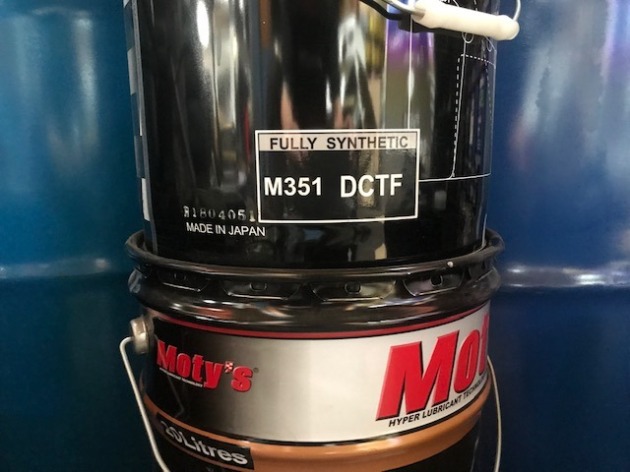 FULLY SYNTHETIC
M351 DCTF
R1804051
MADE IN JAPAN
Moty's
Mo
HYPER LUBRICANT
20Litres